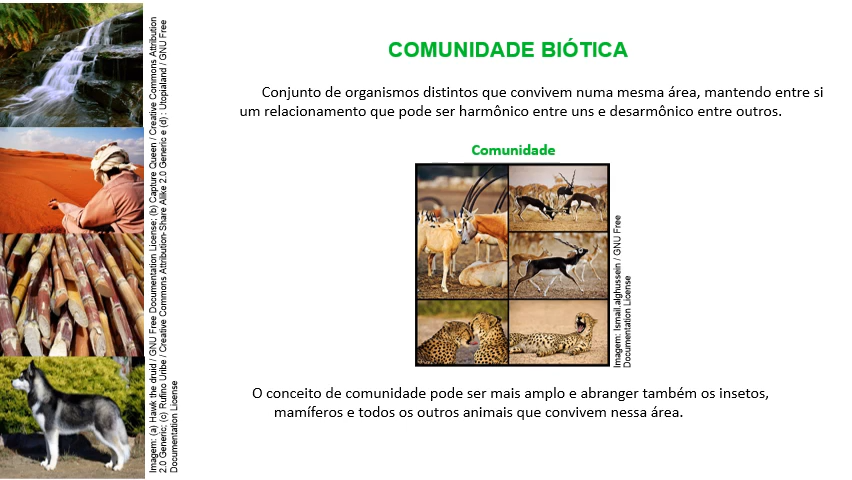 COMUNIDADE BIÓTICA
Conjunto de organismos distintos que convivem numa mesma área, mantendo entre si
um relacionamento que pode ser harmônico entre uns e desarmônico entre outros.
Comunidade
Imagem: Ismail alghussein / GNU Free
Documentation License
O conceito de comunidade pode ser mais amplo e abranger também os insetos,
mamíferos e todos os outros animais que convivem nessa área.
Imagem: (a) Hawk the druid / GNU Free Documentation License; (b) Capture Queen / Creative Commons Attribution
2.0 Generic; (c) Rufino Uribe / Creative Commons Attribution-Share Alike 2.0 Generic e (d) : Utopialand / GNU Free
Documentation License